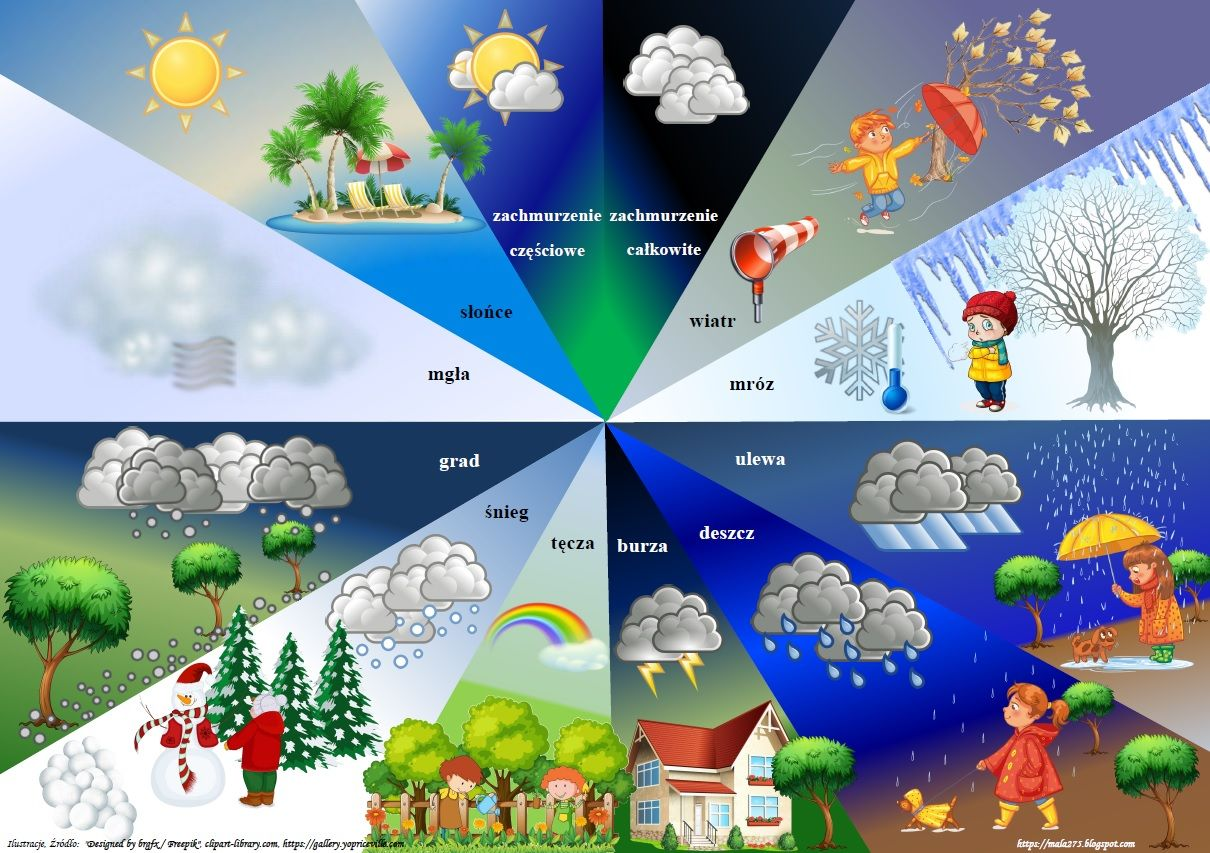 zachmurzenie
częściowe
zachmurzenie
całkowite
słońce
wiatr
mgła
mróz
grad
ulewa
śnieg
tęcza
burza
deszcz
Ilustracje, Źródło: "Designed by brgfx / Freepik", clipart-library.com, https://gallery.yopriceville.com
https://mala275.blogspot.com